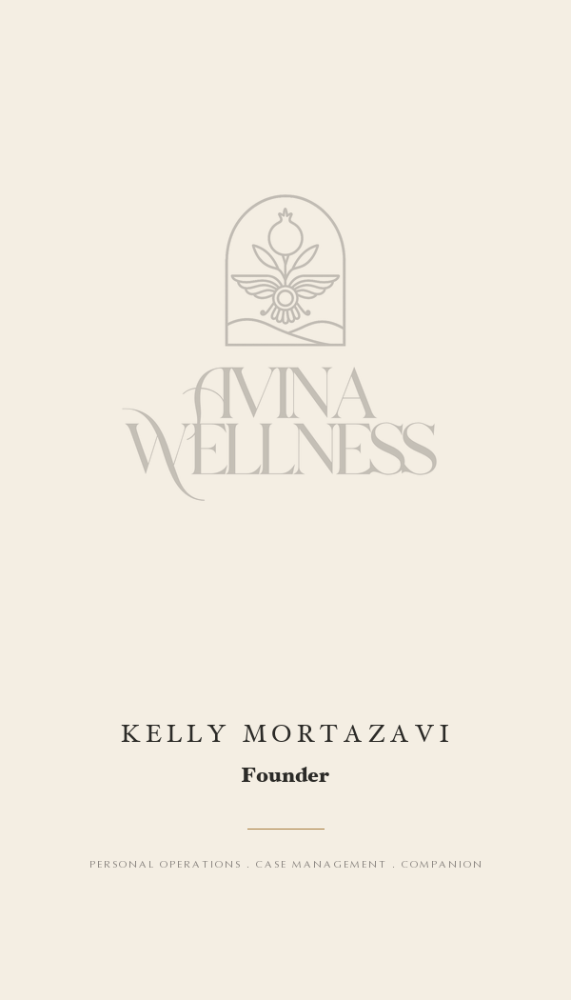 AVINA
WELLNESS
KELLY MORTAZAVI
Founder
PERSONAL OPERATIONS . CASE MANAGEMENT . COMPANION